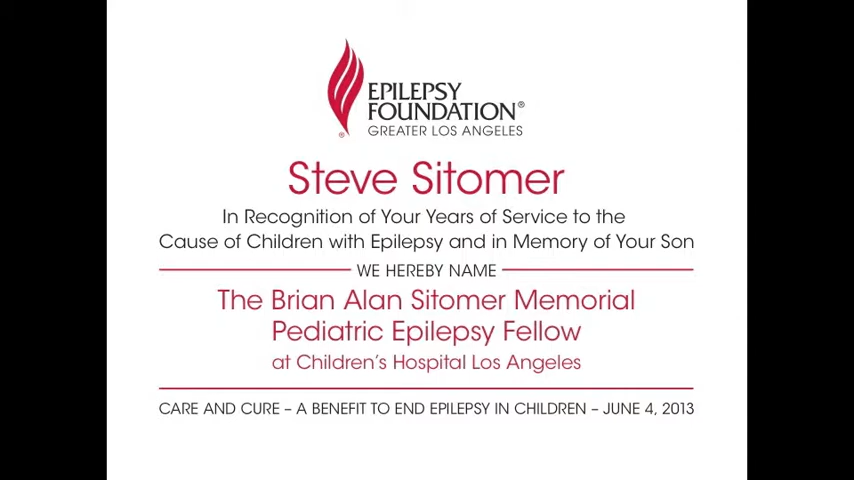 EPILEPSY
FOUNDATION®
GREATER LOS ANGELES
®
Steve Sitomer
In Recognition of Your Years of Service to the
Cause of Children with Epilepsy and in Memory of Your Son
WE HEREBY NAME
The Brian Alan Sitomer Memorial
Pediatric Epilepsy Fellow
at Children's Hospital Los Angeles
CARE AND CURE – A BENEFIT TO END EPILEPSY IN CHILDREN – JUNE 4, 2013